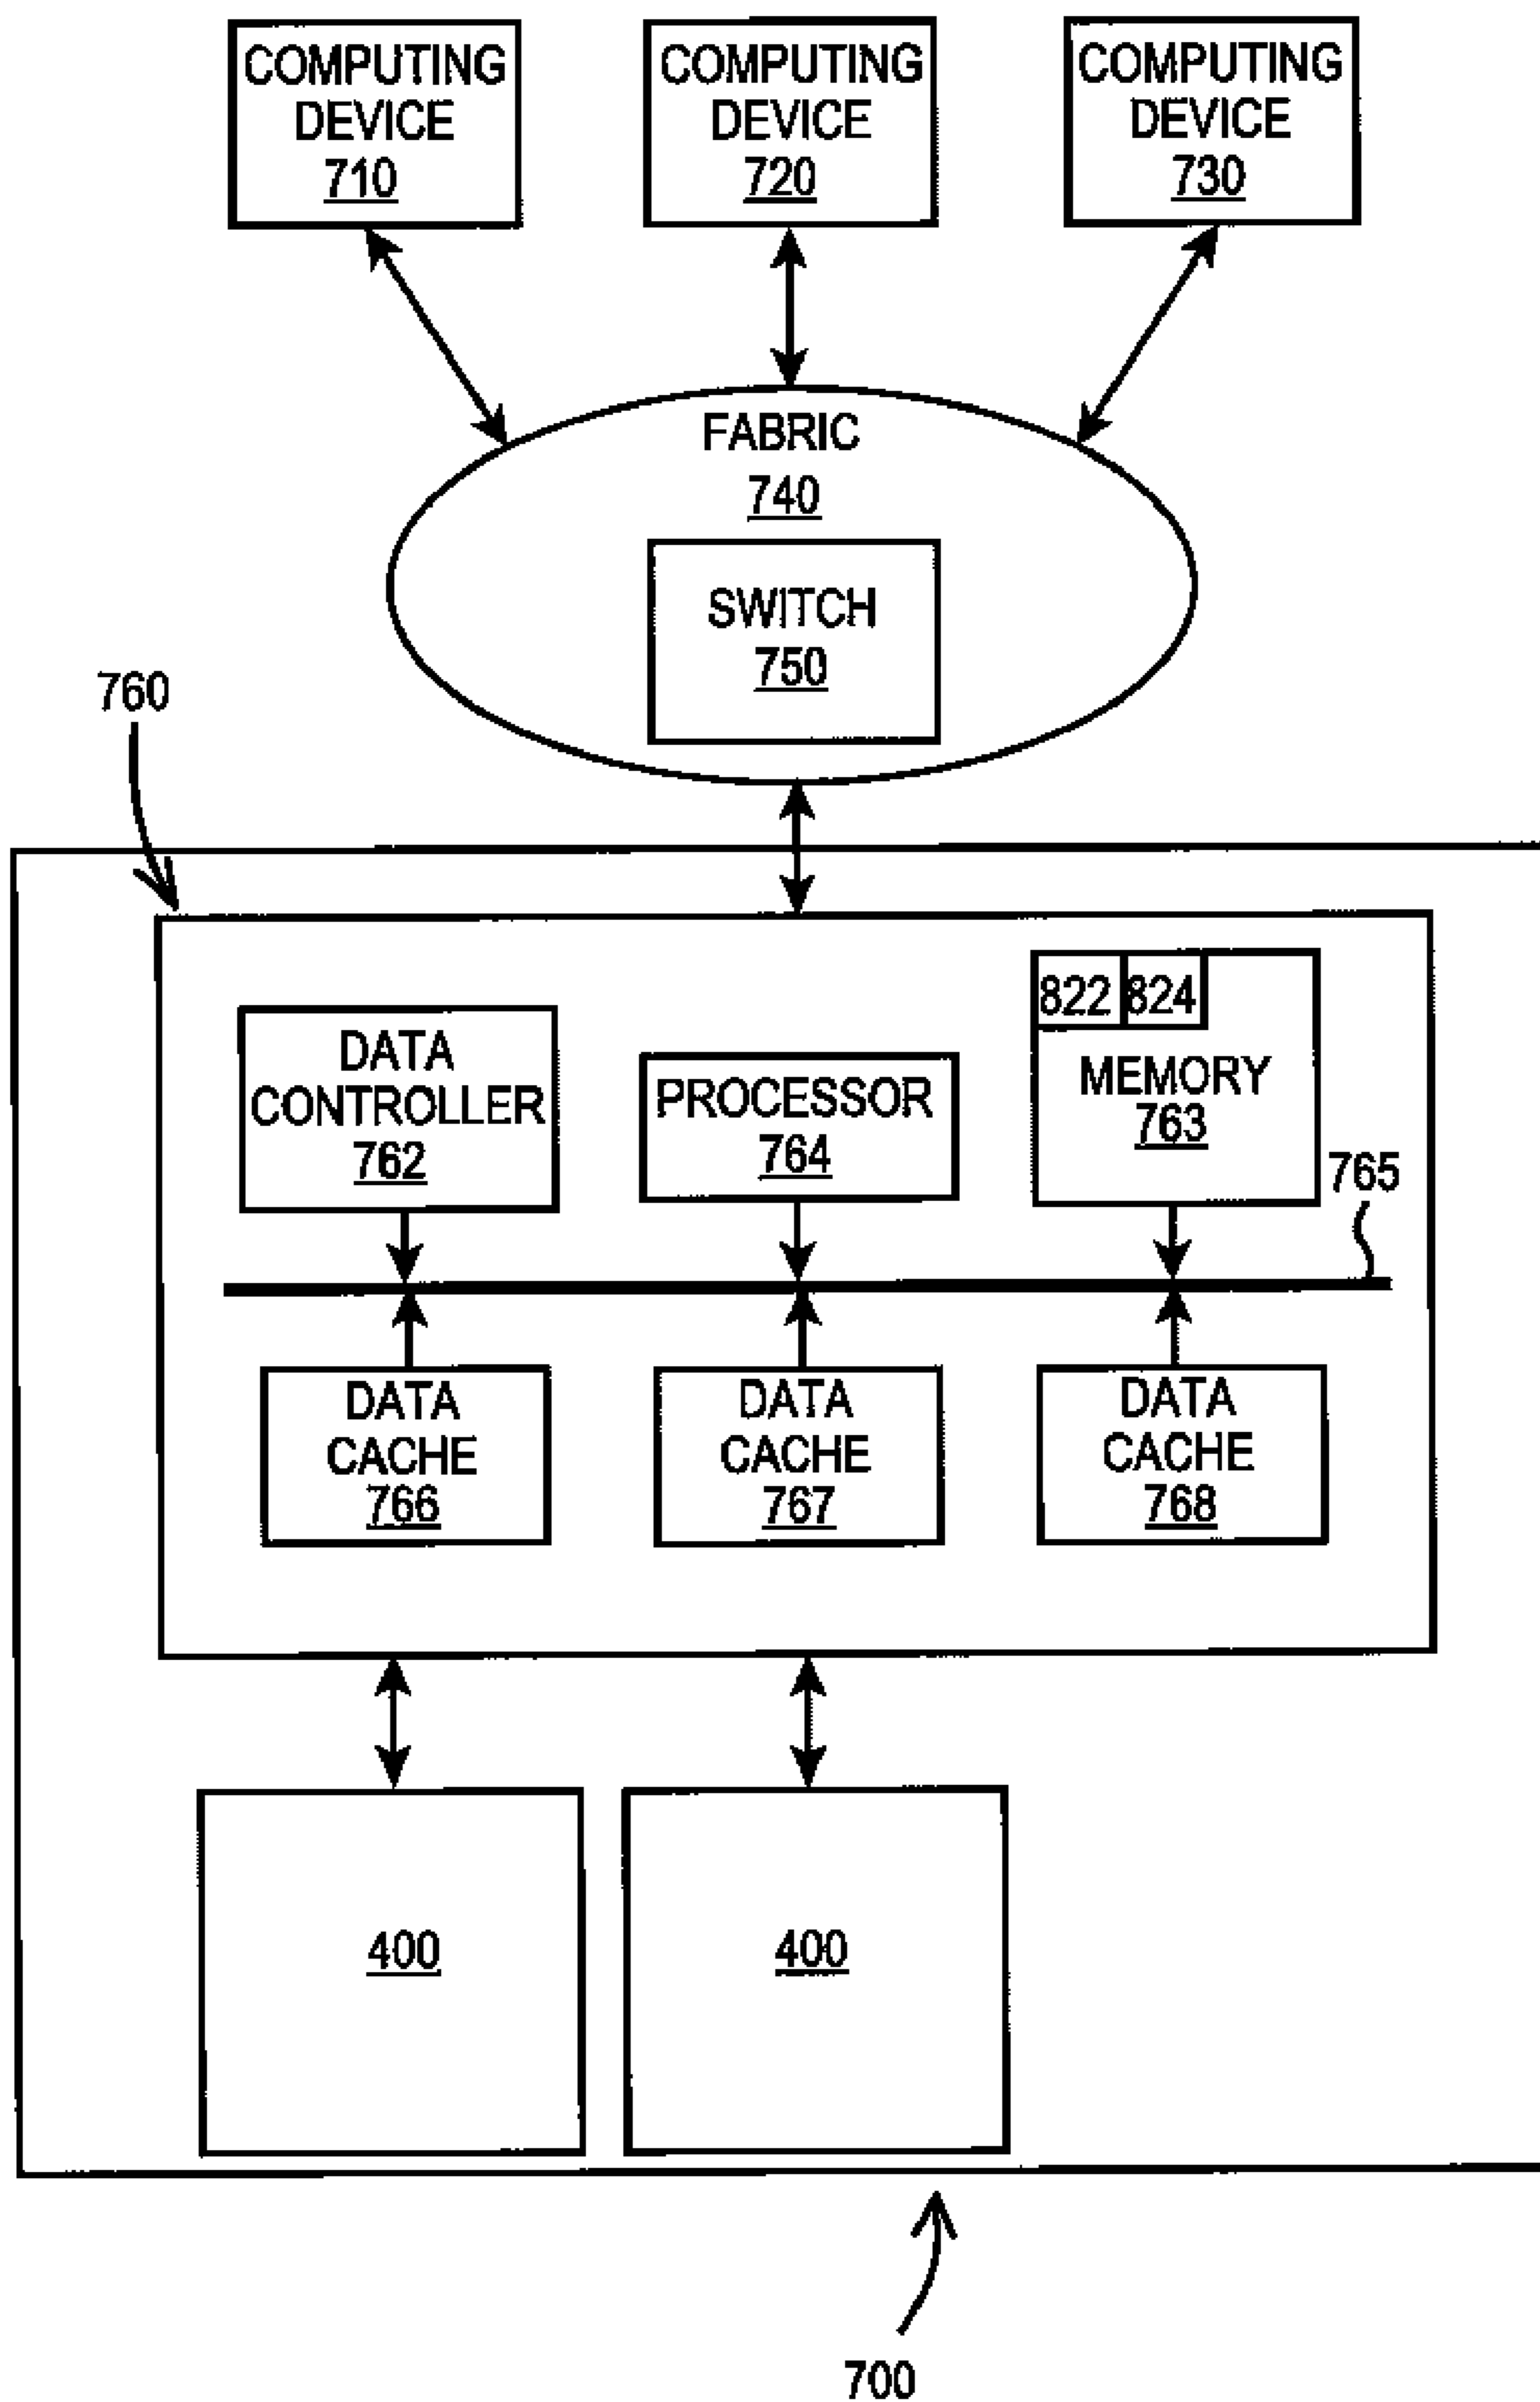 COMPUTING
DEVICE
710
COMPUTING
DEVICE
720
COMPUTING
DEVICE
730
FABRIC
740
SWITCH
750
760
822
824
MEMORY
763
DATA
CONTROLLER
762
PROCESSOR
764
765
DATA
CACHE
766
DATA
CACHE
767
DATA
CACHE
768
400
400
700